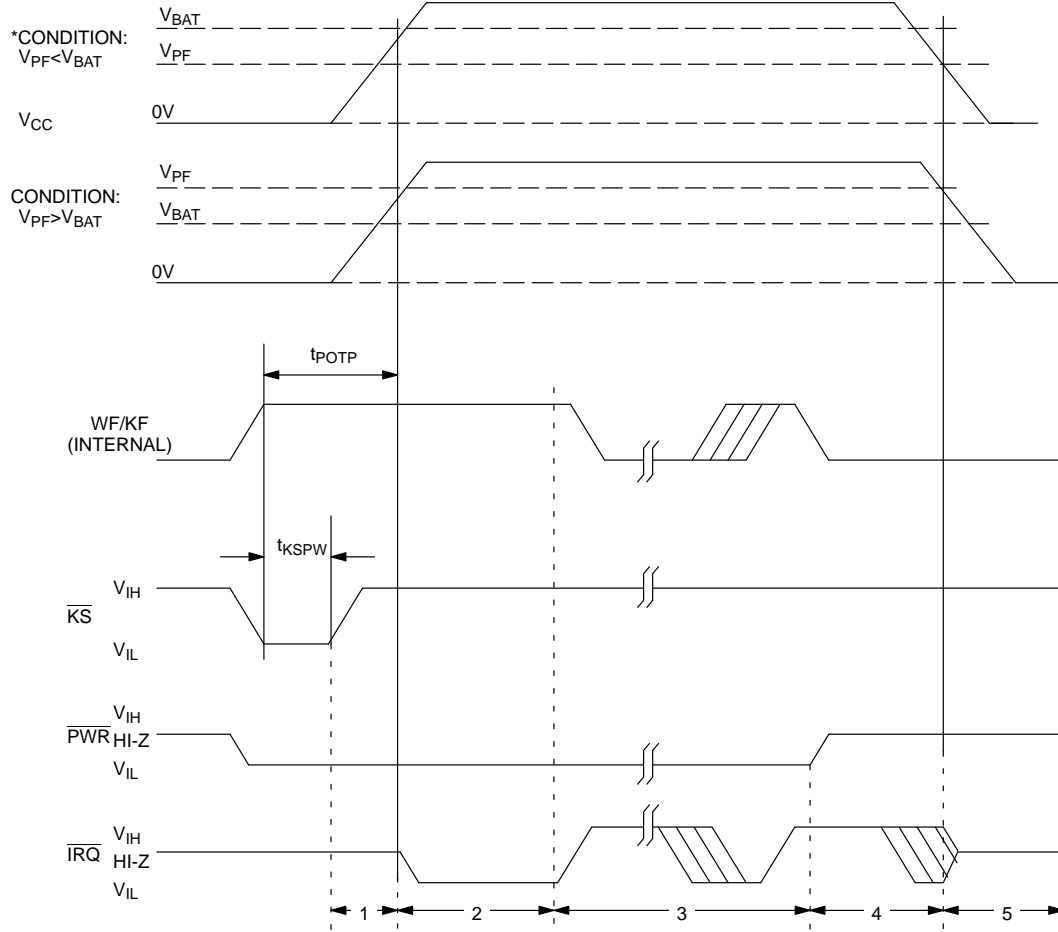 VBAT
*CONDITION:
VPF<VBAT
VPF
0V
VCC
VPF
CONDITION:
VPF>VBAT
VBAT
0V
tPOTP
WF/KF
(INTERNAL)
tKSPW
VIH
KS
VIL
VIH
PWR HI-Z
VIL
VIH
IRQ HI-Z
VIL
1 2 3 4 5